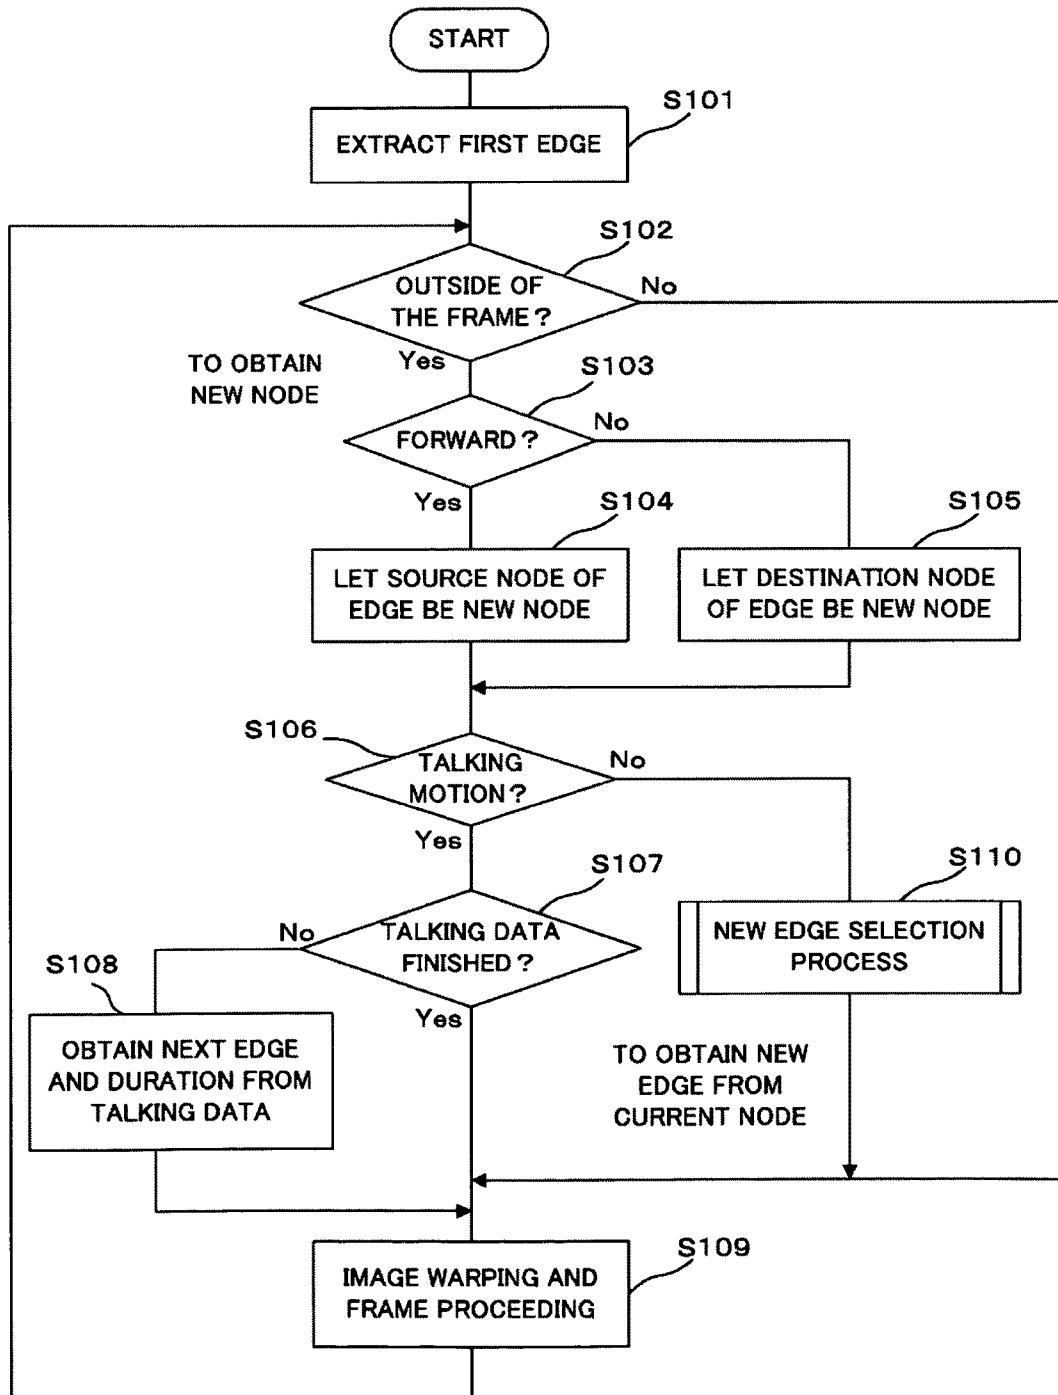 START
S101
EXTRACT FIRST EDGE
S102
OUTSIDE OF
THE FRAME?
No
Yes
TO OBTAIN
NEW NODE
S103
FORWARD?
No
Yes
S104
LET SOURCE NODE OF
EDGE BE NEW NODE
S105
LET DESTINATION NODE
OF EDGE BE NEW NODE
S106
TALKING
MOTION?
No
Yes
S107
TALKING DATA
FINISHED?
No
Yes
S110
NEW EDGE SELECTION
PROCESS
S108
OBTAIN NEXT EDGE
AND DURATION FROM
TALKING DATA
TO OBTAIN NEW
EDGE FROM
CURRENT NODE
S109
IMAGE WARPING AND
FRAME PROCEEDING